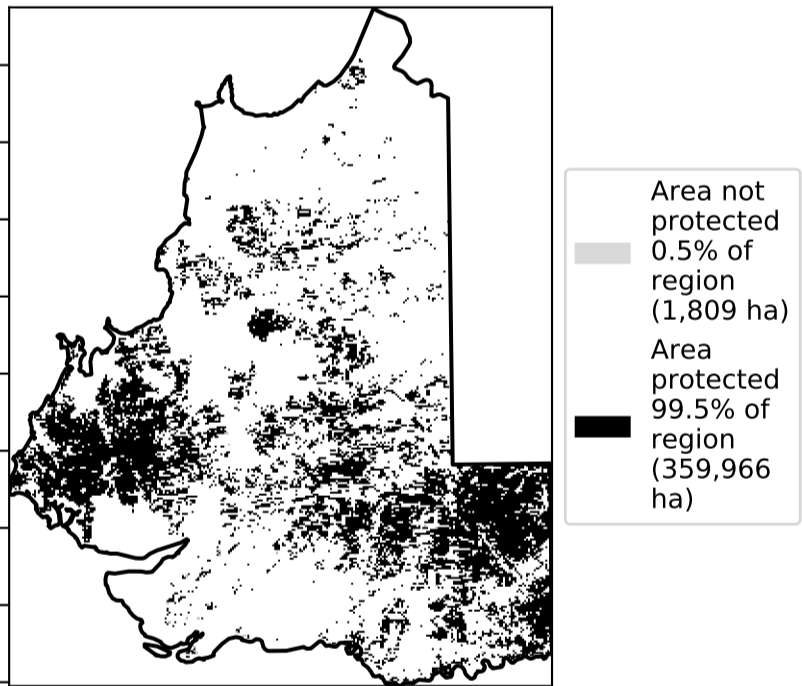 Area not
protected
0.5% of
region
(1,809 ha)
Area
protected
99.5% of
region
(359,966
ha)